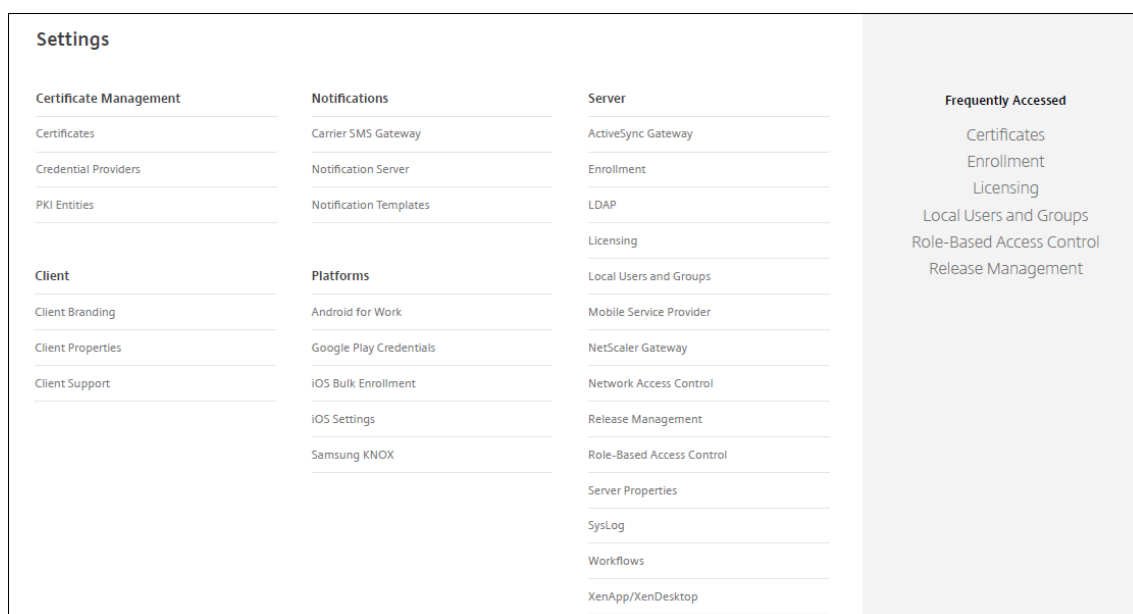 Settings
Certificate Management
Certificates
Credential Providers
PKI Entities
Client
Client Branding
Client Properties
Client Support
Notifications
Carrier SMS Gateway
Notification Server
Notification Templates
Platforms
Android for Work
Google Play Credentials
iOS Bulk Enrollment
iOS Settings
Samsung KNOX
Server
ActiveSync Gateway
Enrollment
LDAP
Licensing
Local Users and Groups
Mobile Service Provider
NetScaler Gateway
Network Access Control
Release Management
Role-Based Access Control
Server Properties
SysLog
Workflows
XenApp/XenDesktop
Frequently Accessed
Certificates
Enrollment
Licensing
Local Users and Groups
Role-Based Access Control
Release Management